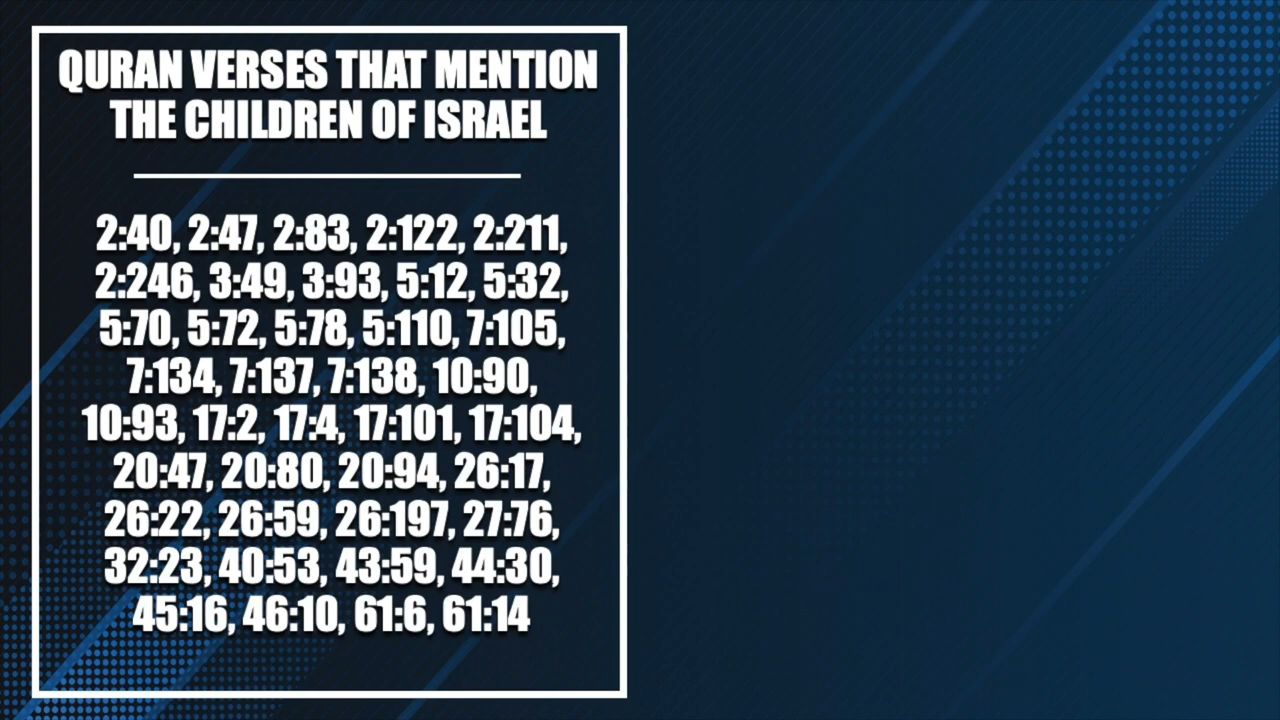 QURAN VERSES THAT MENTION
THE CHILDREN OF ISRAEL
2:40, 2:47, 2:83, 2:122, 2:211,
2:246, 3:49, 3:93, 5:12, 5:32,
5:70, 5:72, 5:78, 5:110, 7:105,
7:134, 7:137, 7:138, 10:90,
10:93, 17:2, 17:4, 17:101, 17:104,
20:47, 20:80, 20:94, 26:17,
26:22, 26:59, 26:197, 27:76,
32:23, 40:53, 43:59, 44:30,
45:16, 46:10, 61:6, 61:14